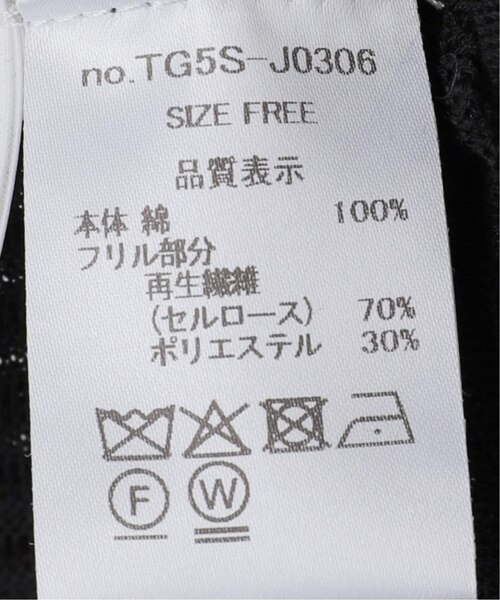 no.TG5S-J0306
SIZE FREE
品質表示
本体 綿 100%
フリル部分
再生繊維
(セルロース) 70%
ポリエステル 30%
F W